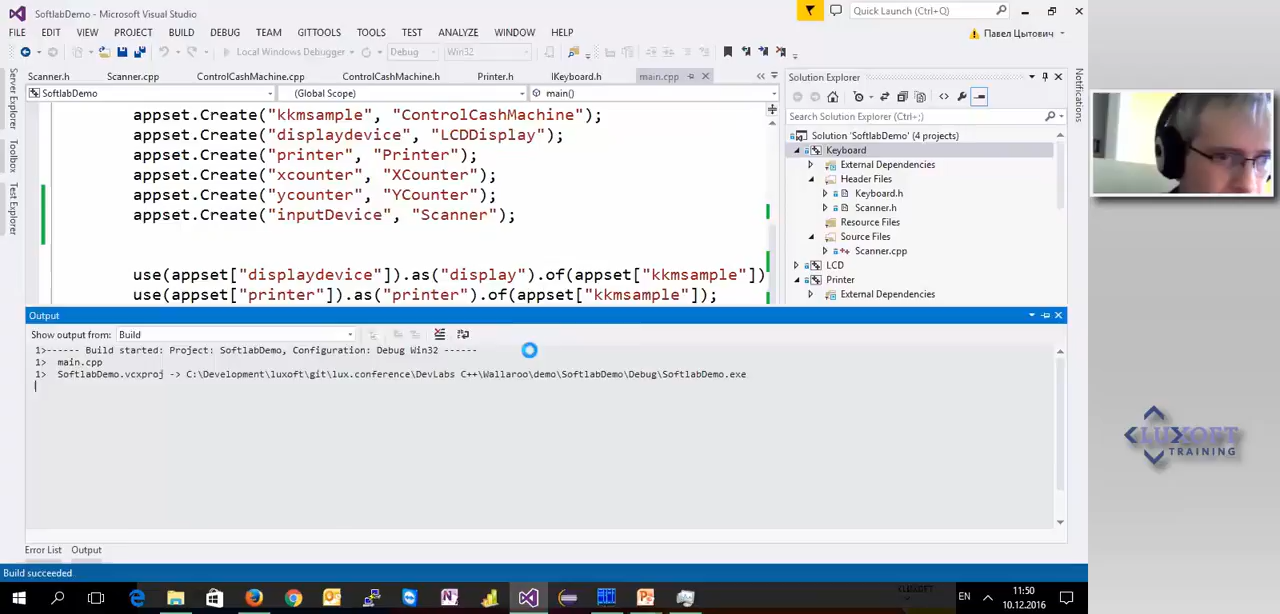 SoftlabDemo - Microsoft Visual Studio
Quick Launch (Ctrl+Q)
FILE EDIT VIEW PROJECT BUILD DEBUG TEAM GITTOOLS TOOLS TEST ANALYZE WINDOW HELP
Павел Цытович
Local Windows Debugger Debug Win32
Scanner.h Scanner.cpp ControlCashMachine.cpp ControlCashMachine.h Printer.h IKeyboard.h main.cpp
SoftlabDemo (Global Scope) main()
appset.Create("kkmsample", "ControlCashMachine");
appset.Create("displaydevice", "LCDDisplay");
appset.Create("printer", "Printer");
appset.Create("xcounter", "XCounter");
appset.Create("ycounter", "YCounter");
appset.Create("inputDevice", "Scanner");
use(appset["displaydevice"]).as("display").of(appset["kkmsample"])
use(appset["printer"]).as("printer").of(appset["kkmsample"]);
Server Explorer
Toolbox
Test Explorer
Solution Explorer
Search Solution Explorer (Ctrl+;)
Solution 'SoftlabDemo' (4 projects)
Keyboard
External Dependencies
Header Files
Keyboard.h
Scanner.h
Resource Files
Source Files
Scanner.cpp
LCD
Printer
External Dependencies
Notifications
Output
Show output from: Build
1>------ Build started: Project: SoftlabDemo, Configuration: Debug Win32 ------
1> main.cpp
1> SoftlabDemo.vcxproj -> C:\Development\luxoft\git\lux.conference\DevLabs C++\Wallaroo\demo\SoftlabDemo\Debug\SoftlabDemo.exe
Error List Output
Build succeeded
LUXOFT
TRAINING
LUXOFT
EN
11:50
10.12.2016